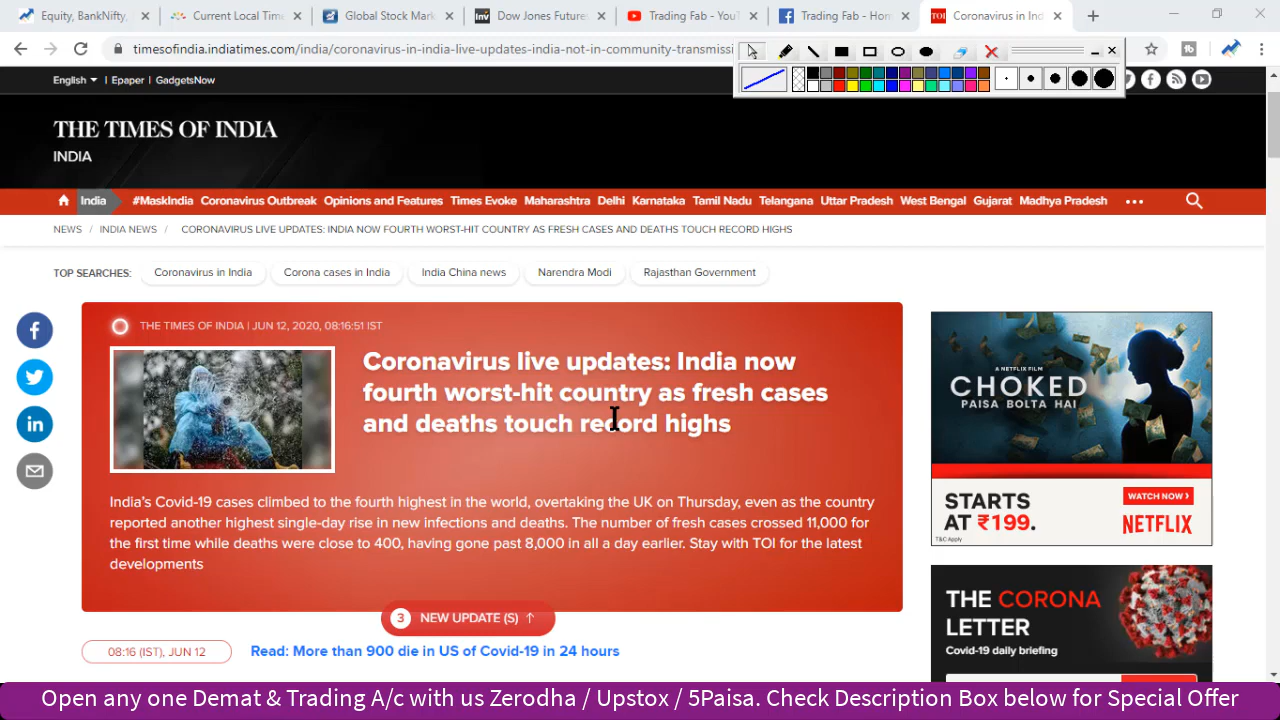 Equity, BankNifty,
Current Local Tim
Global Stock Mark
Dow Jones Future
Trading Fab - YouT
Trading Fab - Hom
TOI
Coronavirus in Ind
timesofindia.indiatimes.com/india/coronavirus-in-india-live-updates-india-not-in-community-transmissi
English
Epaper
GadgetsNow
THE TIMES OF INDIA
INDIA
India
#MaskIndia
Coronavirus Outbreak
Opinions and Features
Times Evoke
Maharashtra
Delhi
Karnataka
Tamil Nadu
Telangana
Uttar Pradesh
West Bengal
Gujarat
Madhya Pradesh
NEWS / INDIA NEWS / CORONAVIRUS LIVE UPDATES: INDIA NOW FOURTH WORST-HIT COUNTRY AS FRESH CASES AND DEATHS TOUCH RECORD HIGHS
TOP SEARCHES:
Coronavirus in India
Corona cases in India
India China news
Narendra Modi
Rajasthan Government
THE TIMES OF INDIA | JUN 12, 2020, 08:16:51 IST
Coronavirus live updates: India now
fourth worst-hit country as fresh cases
and deaths touch record highs
India's Covid-19 cases climbed to the fourth highest in the world, overtaking the UK on Thursday, even as the country
reported another highest single-day rise in new infections and deaths. The number of fresh cases crossed 11,000 for
the first time while deaths were close to 400, having gone past 8,000 in all a day earlier. Stay with TOI for the latest
developments
3 NEW UPDATE (S) ↑
08:16 (IST), JUN 12
Read: More than 900 die in US of Covid-19 in 24 hours
A NETFLIX FILM
CHOKED
PAISA BOLTA HAI
STARTS
AT ₹199.
T&C Apply
WATCH NOW ›
NETFLIX
THE CORONA
LETTER
Covid-19 daily briefing
Open any one Demat & Trading A/c with us Zerodha / Upstox / 5Paisa. Check Description Box below for Special Offer